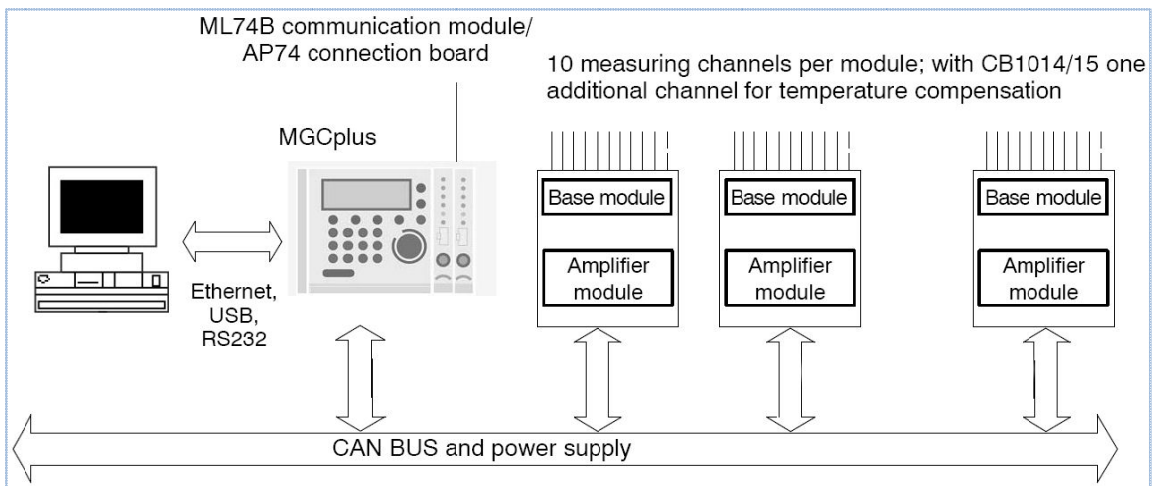 ML74B communication module/
AP74 connection board
10 measuring channels per module; with CB1014/15 one
additional channel for temperature compensation
MGCplus
Base module
Base module
Base module
Amplifier
module
Amplifier
module
Amplifier
module
Ethernet,
USB,
RS232
CAN BUS and power supply